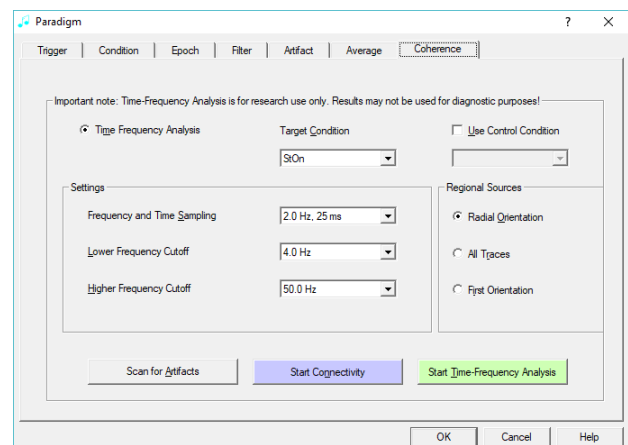 Paradigm
Trigger Condition Epoch Filter Artifact Average Coherence
Important note: Time-Frequency Analysis is for research use only. Results may not be used for diagnostic purposes!
Time Frequency Analysis Target Condition Use Control Condition
StOn
Settings Regional Sources
Frequency and Time Sampling 2.0 Hz, 25 ms Radial Orientation
Lower Frequency Cutoff 4.0 Hz All Traces
Higher Frequency Cutoff 50.0 Hz First Orientation
Scan for Artifacts Start Connectivity Start Time-Frequency Analysis
OK Cancel Help